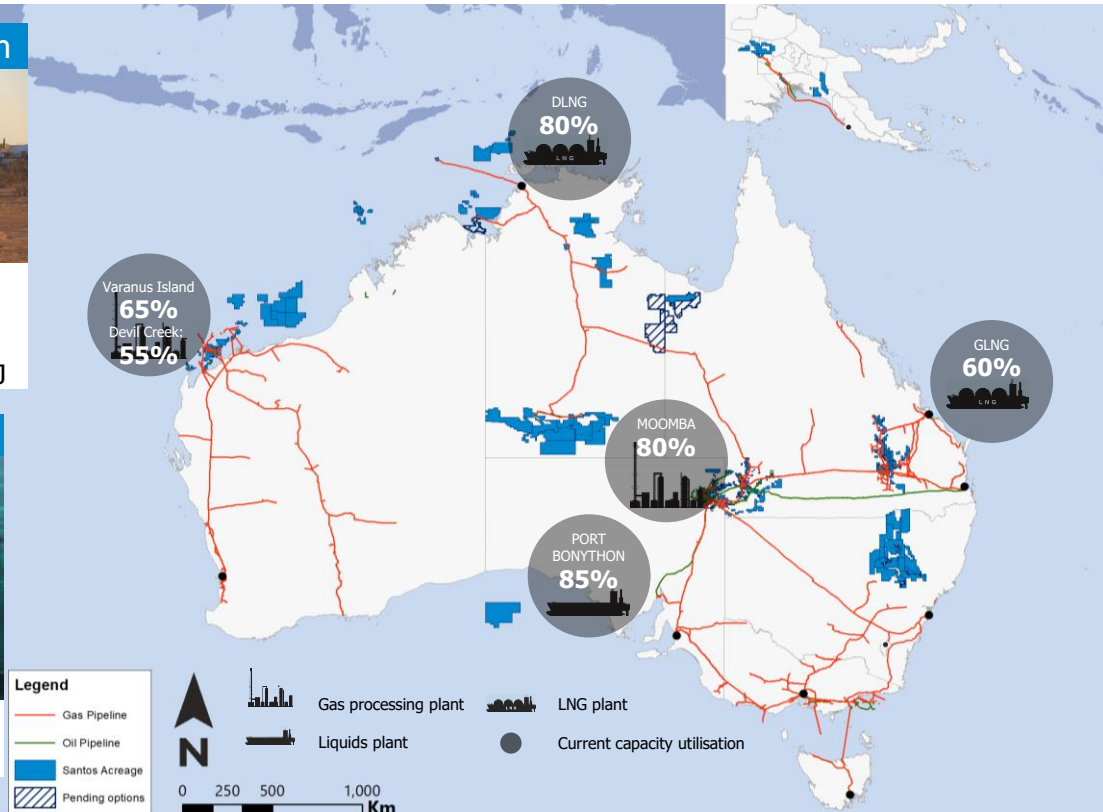 DLNG
80%
LNG
Varanus Island
65%
Devil Creek:
55%
GLNG
60%
LNG
MOOMBA
80%
PORT
BONYTHON
85%
Legend
Gas Pipeline
Oil Pipeline
Santos Acreage
Pending options
N
Gas processing plant
LNG plant
Liquids plant
Current capacity utilisation
0 250 500 1,000
Km